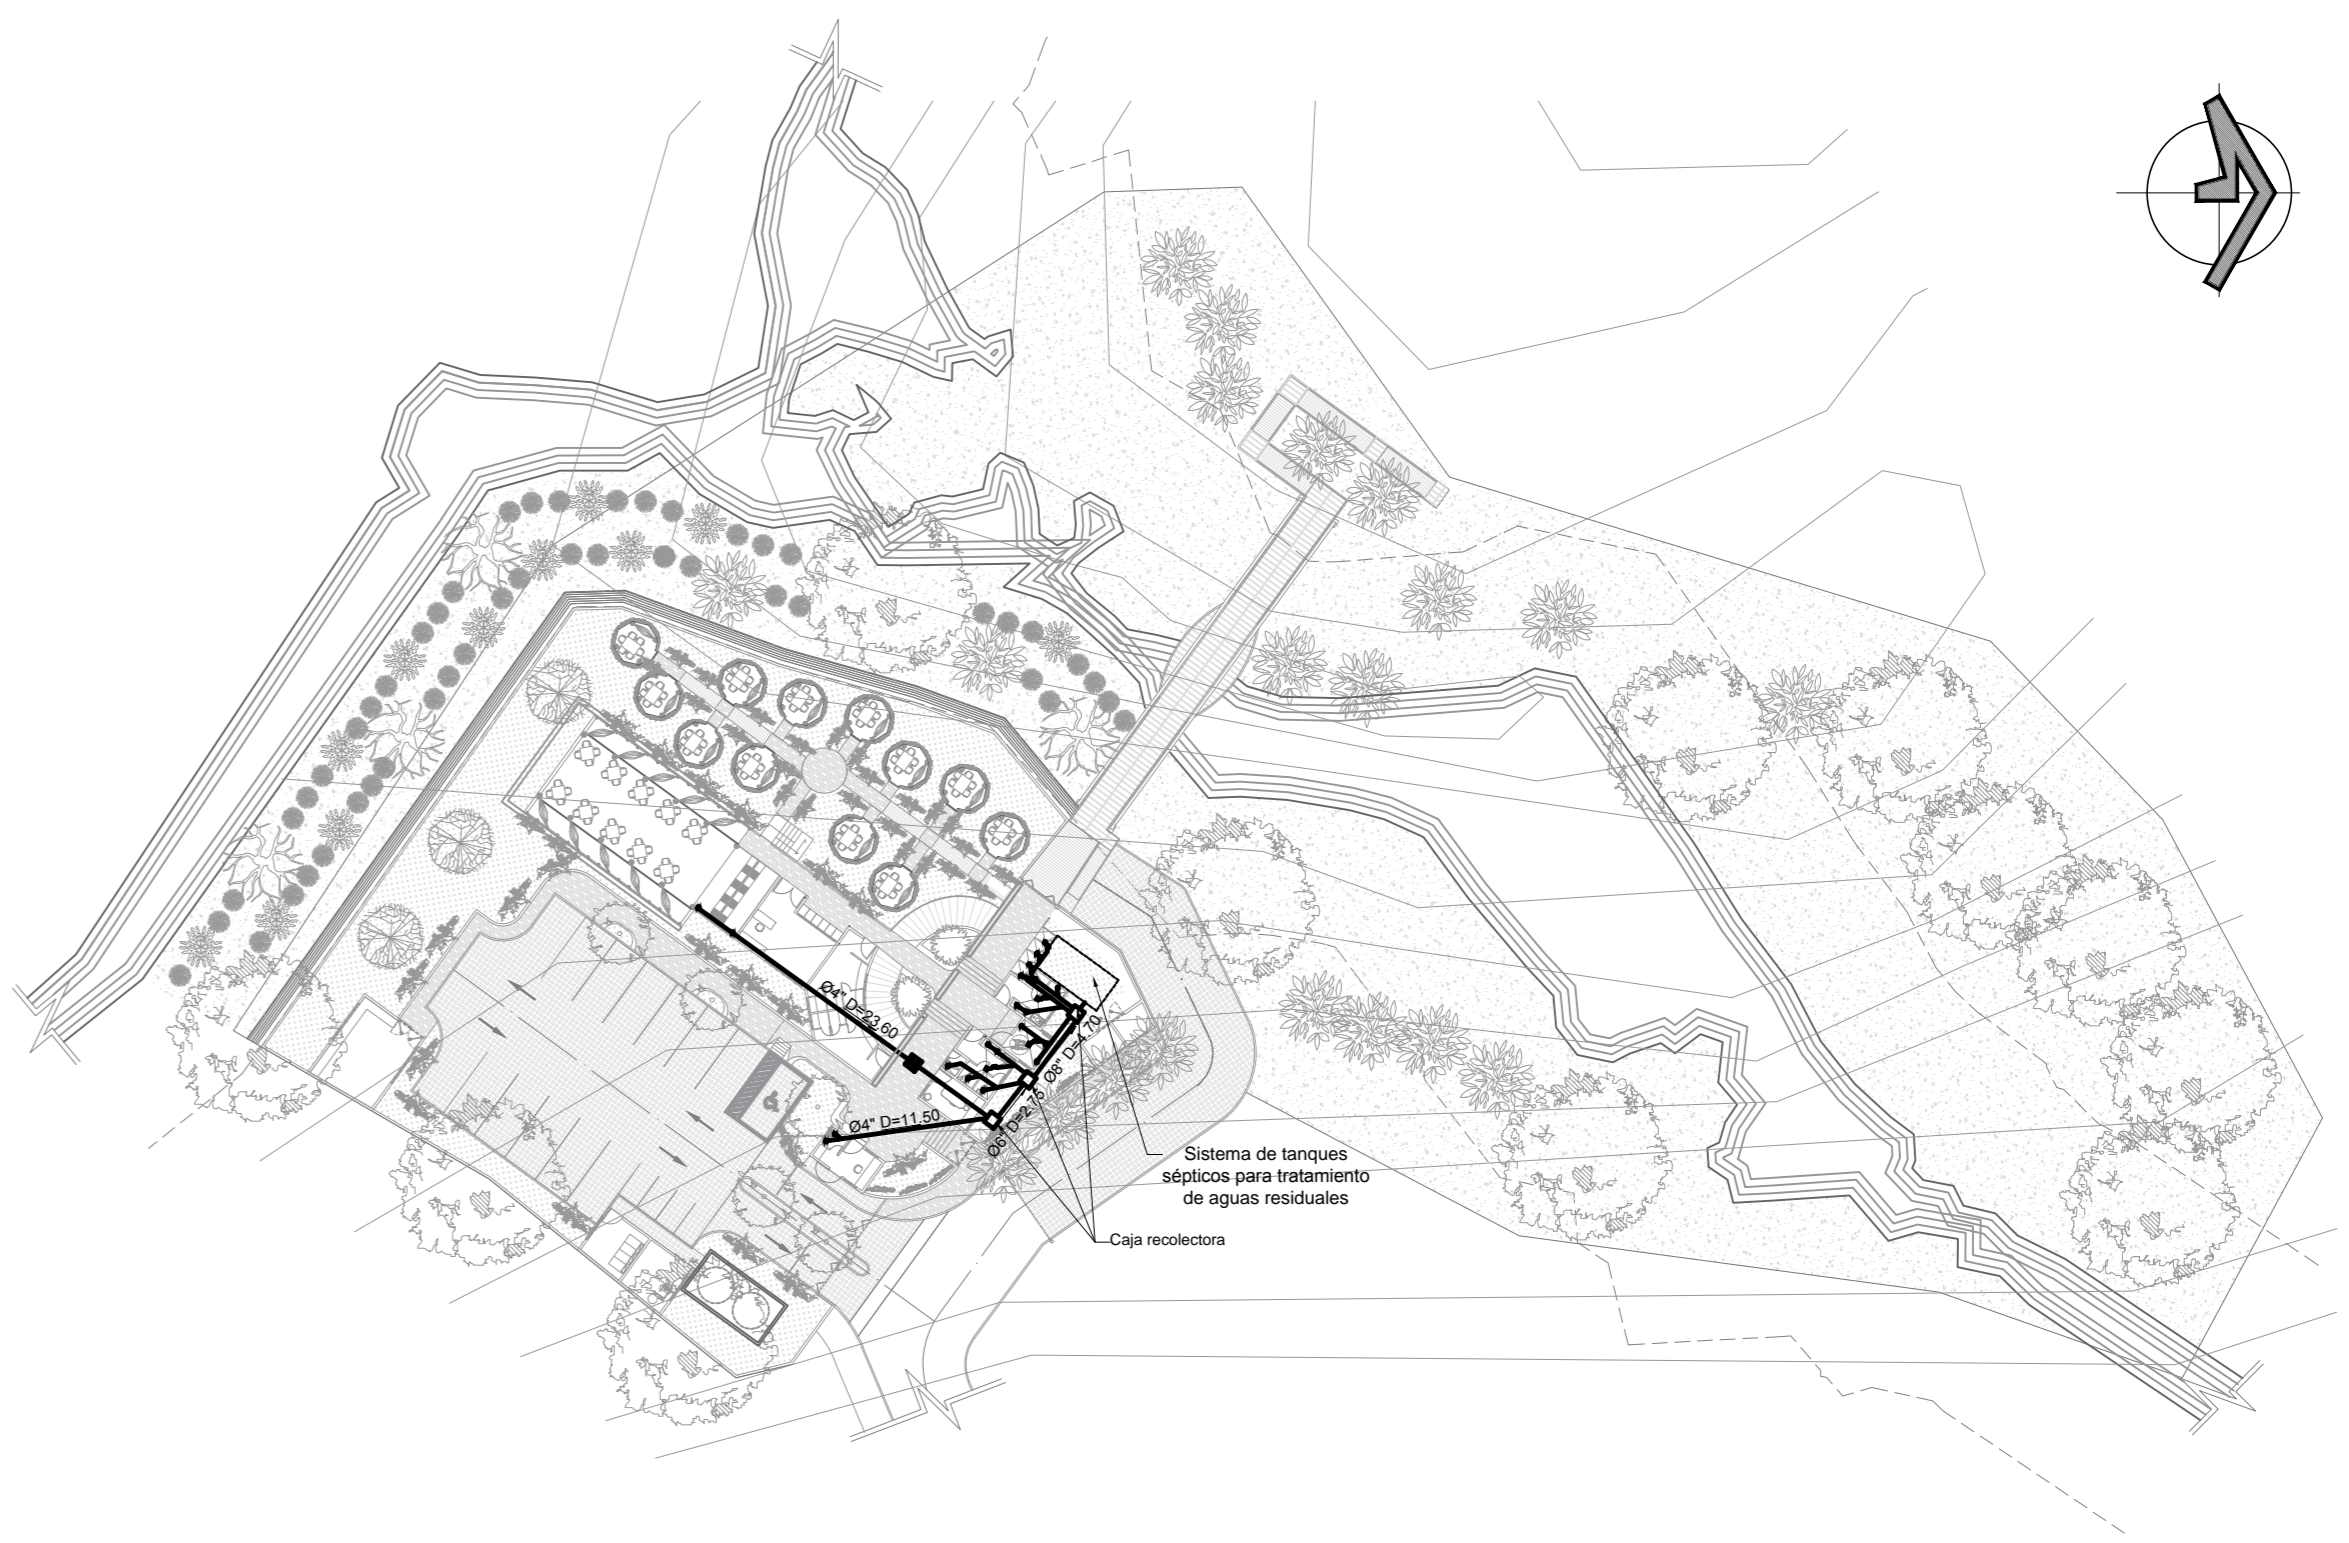 Ø4" D=23.60
Ø8" D=4.70
Ø6" D=2.75
Ø4" D=11.50
Sistema de tanques
sépticos para tratamiento
de aguas residuales
Caja recolectora